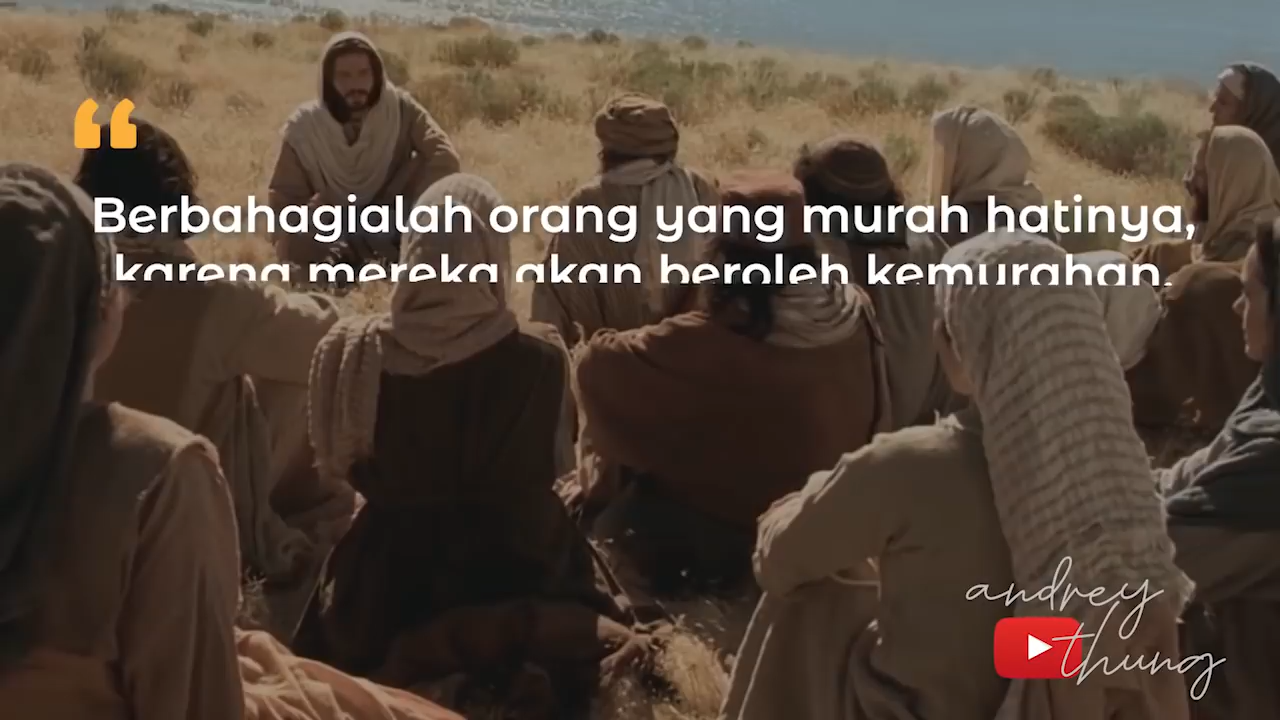 Berbahagialah orang yang murah hatinya,
karena mereka akan beroleh kemurahan.
andrey
thung